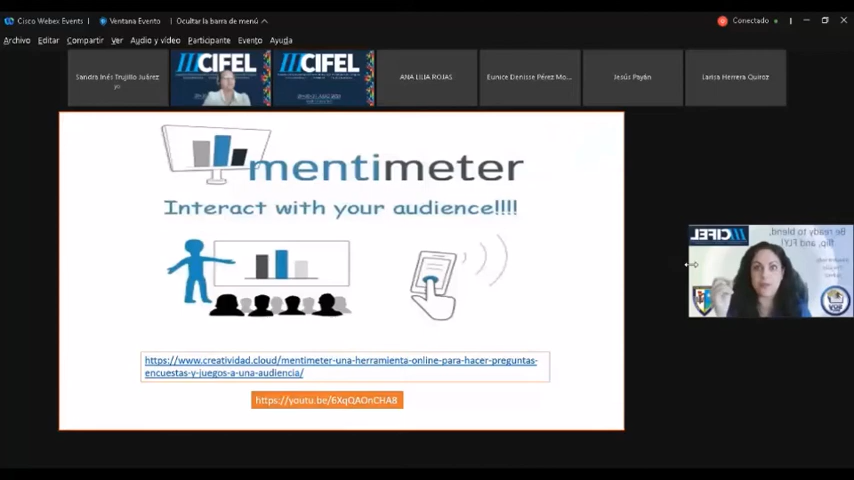 Cisco Webex Events
Ventana Evento
Ocultar la barra de menú
Conectado
Archivo Editar Compartir Ver Audio y vídeo Participante Evento Ayuda
Sandra Inés Trujillo Juárez
yo
CIFEL
CIFEL
ANA LILIA ROJAS
Eunice Denisse Pérez Mo...
Jesús Payán
Larisa Herrera Quiroz
mentimeter
Interact with your audience!!!!
https://www.creatividad.cloud/mentimeter-una-herramienta-online-para-hacer-preguntas-
encuestas-y-juegos-a-una-audiencia/
https://youtu.be/6XqQAOnCHA8
CIFEL
Be ready to blend,
flip, and, FLY!